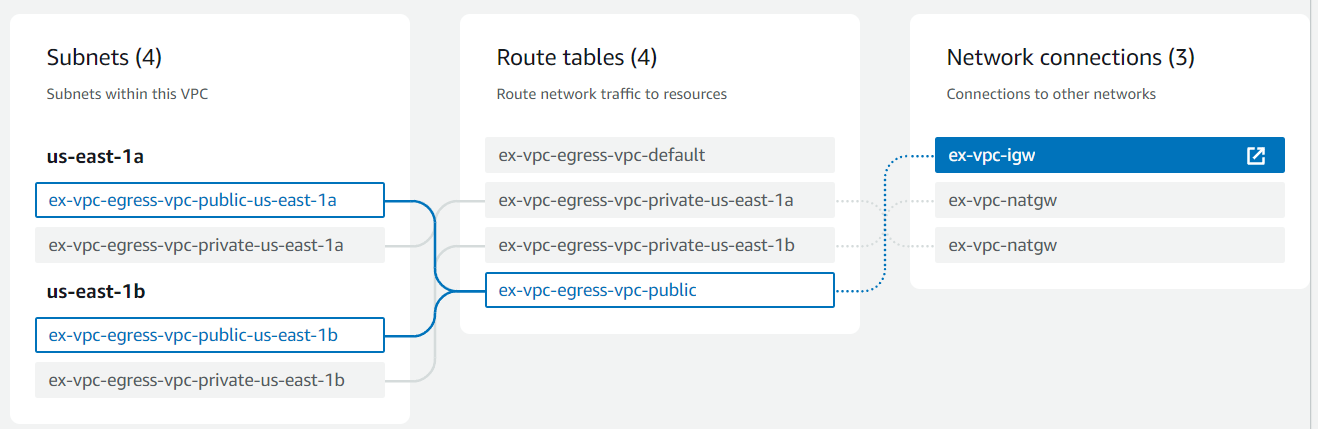 Subnets (4)
Subnets within this VPC
us-east-1a
ex-vpc-egress-vpc-public-us-east-1a
ex-vpc-egress-vpc-private-us-east-1a
us-east-1b
ex-vpc-egress-vpc-public-us-east-1b
ex-vpc-egress-vpc-private-us-east-1b
Route tables (4)
Route network traffic to resources
ex-vpc-egress-vpc-default
ex-vpc-egress-vpc-private-us-east-1a
ex-vpc-egress-vpc-private-us-east-1b
ex-vpc-egress-vpc-public
Network connections (3)
Connections to other networks
ex-vpc-igw
ex-vpc-natgw
ex-vpc-natgw